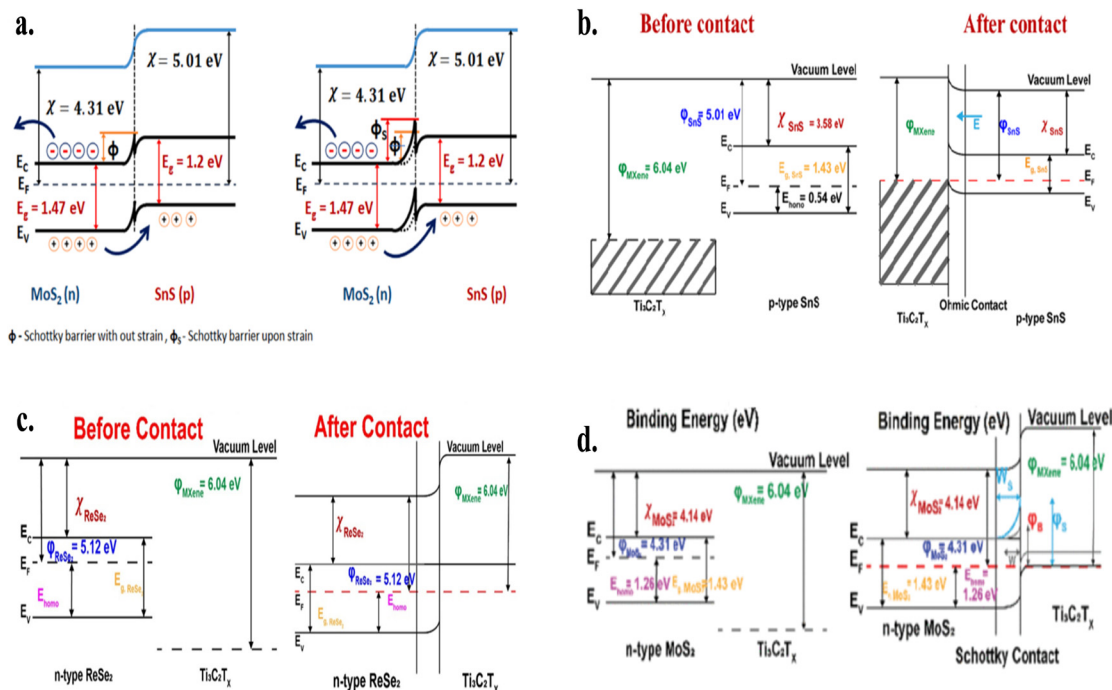 a.
χ = 5.01 eV
χ = 4.31 eV
ϕ
E_C
E_F
E_g = 1.2 eV
E_g = 1.47 eV
E_V
MoS₂ (n)
SnS (p)
χ = 5.01 eV
χ = 4.31 eV
ϕ_S
ϕ
E_C
E_F
E_g = 1.2 eV
E_g = 1.47 eV
E_V
MoS₂ (n)
SnS (p)
ϕ - Schottky barrier with out strain , ϕ_s - Schottky barrier upon strain
b.
Before contact
Vacuum Level
φ_SnS = 5.01 eV
χ_SnS = 3.58 eV
E_C
φ_MXene = 6.04 eV
E_g, SnS = 1.43 eV
E_F
E_homo = 0.54 eV
E_V
Ti₃C₂T_X
p-type SnS
After contact
Vacuum Level
φ_MXene
E
φ_SnS
χ_SnS
E_C
E_g, SnS
E_F
E_V
Ohmic Contact
Ti₃C₂T_X
p-type SnS
c.
Before Contact
Vacuum Level
φ_MXene = 6.04 eV
χ_ReSe₂
E_C
φ_ReSe₂ = 5.12 eV
E_F
E_homo
E_g, ReSe₂
E_V
n-type ReSe₂
Ti₃C₂T_X
After Contact
Vacuum Level
φ_MXene = 6.04 eV
χ_ReSe₂
E_C
φ_ReSe₂ = 5.12 eV
E_F
E_g, ReSe₂
E_homo
E_V
n-type ReSe₂
Ti₃C₂T_X
d.
Binding Energy (eV)
Vacuum Level
φ_MXene = 6.04 eV
χ_MoS₂ = 4.14 eV
E_C
φ_MoS₂ = 4.31 eV
E_F
E_homo = 1.26 eV
E_g, MoS₂ = 1.43 eV
E_V
n-type MoS₂
Ti₃C₂T_X
Binding Energy (eV)
Vacuum Level
φ_MXene = 6.04 eV
W_S
χ_MoS₂ = 4.14 eV
φ_B
φ_S
E_C
φ_MoS₂ = 4.31 eV
W
E_F
E_g, MoS₂ = 1.43 eV
E_homo = 1.26 eV
E_V
n-type MoS₂
Ti₃C₂T_X
Schottky Contact